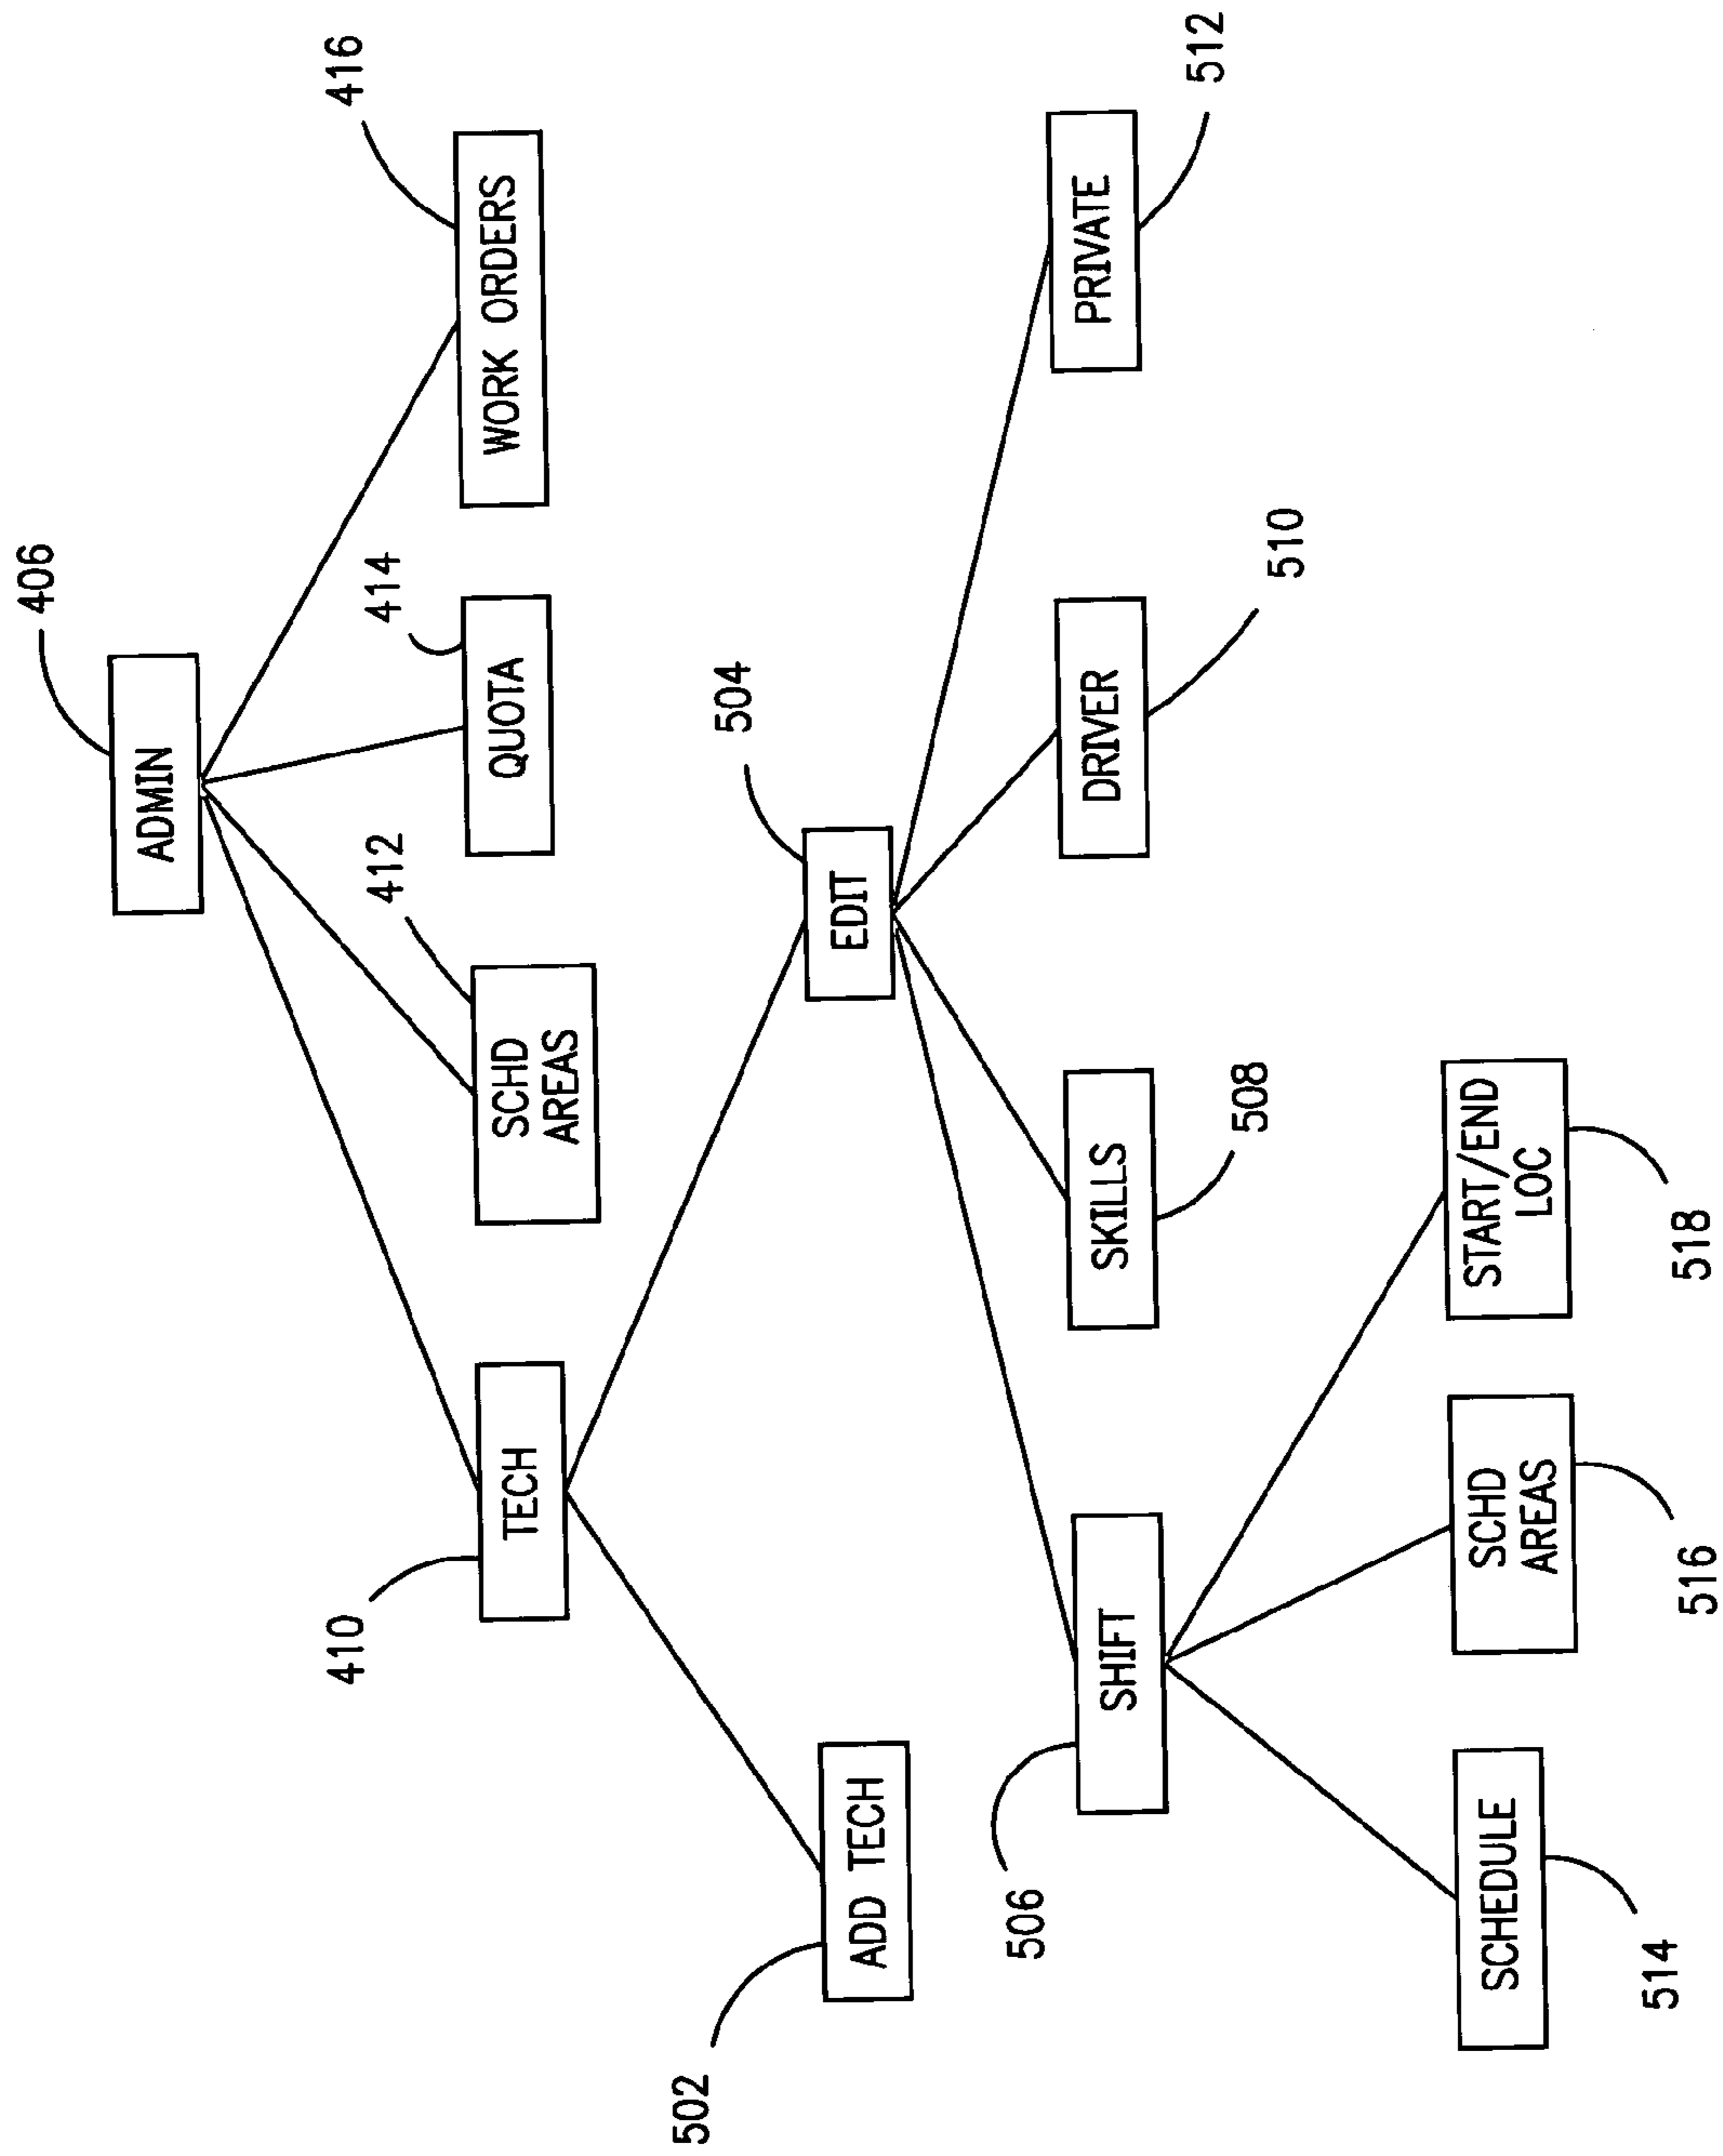 406
ADMIN
410
412
414
416
TECH
SCHD
AREAS
QUOTA
WORK ORDERS
502
504
ADD TECH
EDIT
506
SHIFT
SKILLS
DRIVER
PRIVATE
508
510
512
SCHEDULE
SCHD
AREAS
START/END
LOC
514
516
518